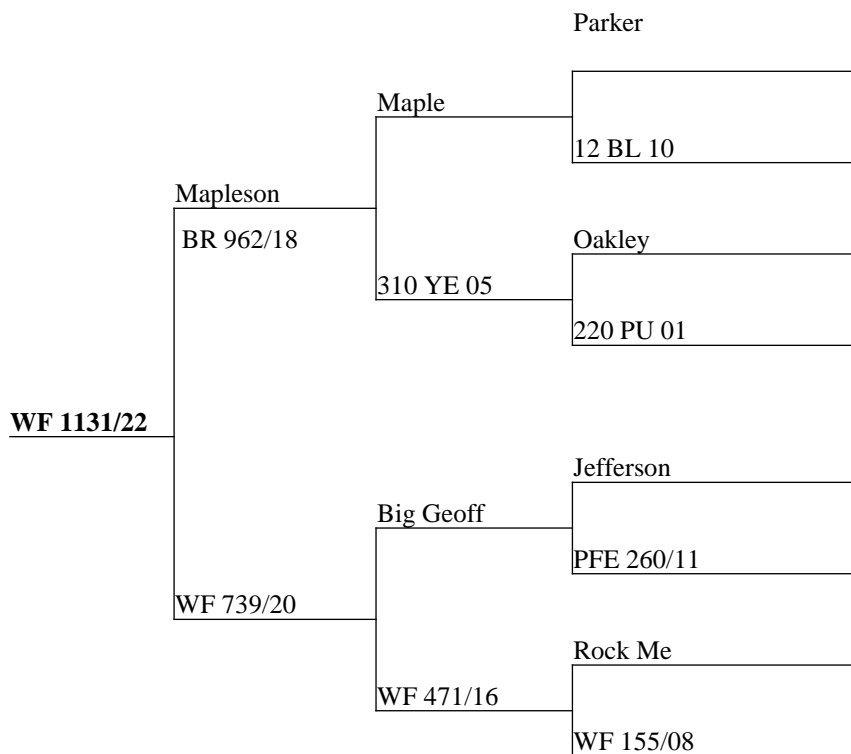 Parker
Maple
12 BL 10
Mapleson
BR 962/18
Oakley
310 YE 05
220 PU 01
WF 1131/22
Jefferson
Big Geoff
PFE 260/11
WF 739/20
Rock Me
WF 471/16
WF 155/08